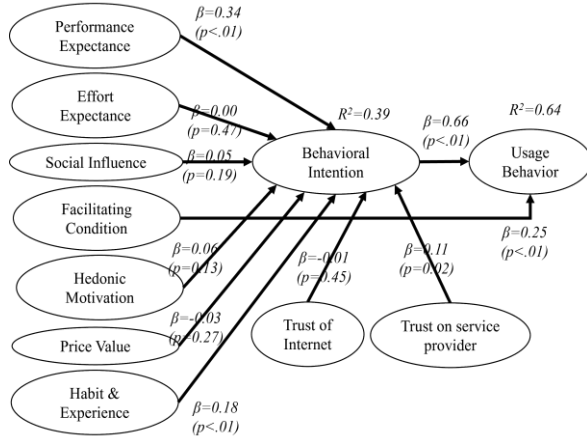 β=0.34
(p<.01)
Performance
Expectance
Effort
Expectance
β=0.00
(p=0.47)
R²=0.39
β=0.66
(p<.01)
R²=0.64
Social Influence
β=0.05
(p=0.19)
Behavioral
Intention
Usage
Behavior
Facilitating
Condition
β=0.25
(p<.01)
Hedonic
Motivation
β=0.06
(p=0.13)
β=-0.01
(p=0.45)
β=0.11
(p=0.02)
Price Value
β=-0.03
(p=0.27)
Trust of
Internet
Trust on service
provider
Habit &
Experience
β=0.18
(p<.01)